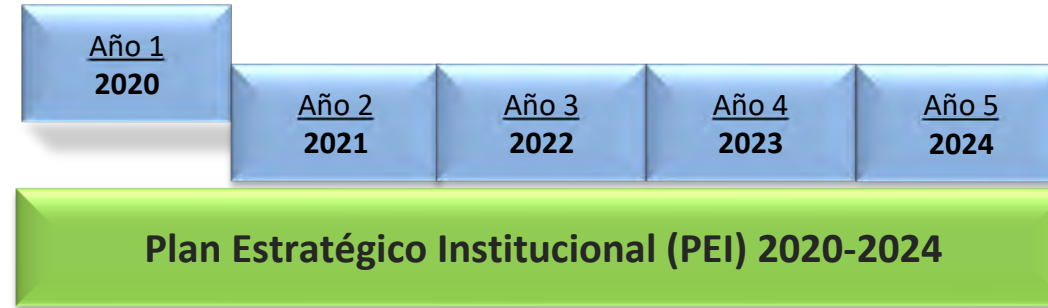 Año 1
2020
Año 2
2021
Año 3
2022
Año 4
2023
Año 5
2024
Plan Estratégico Institucional (PEI) 2020-2024